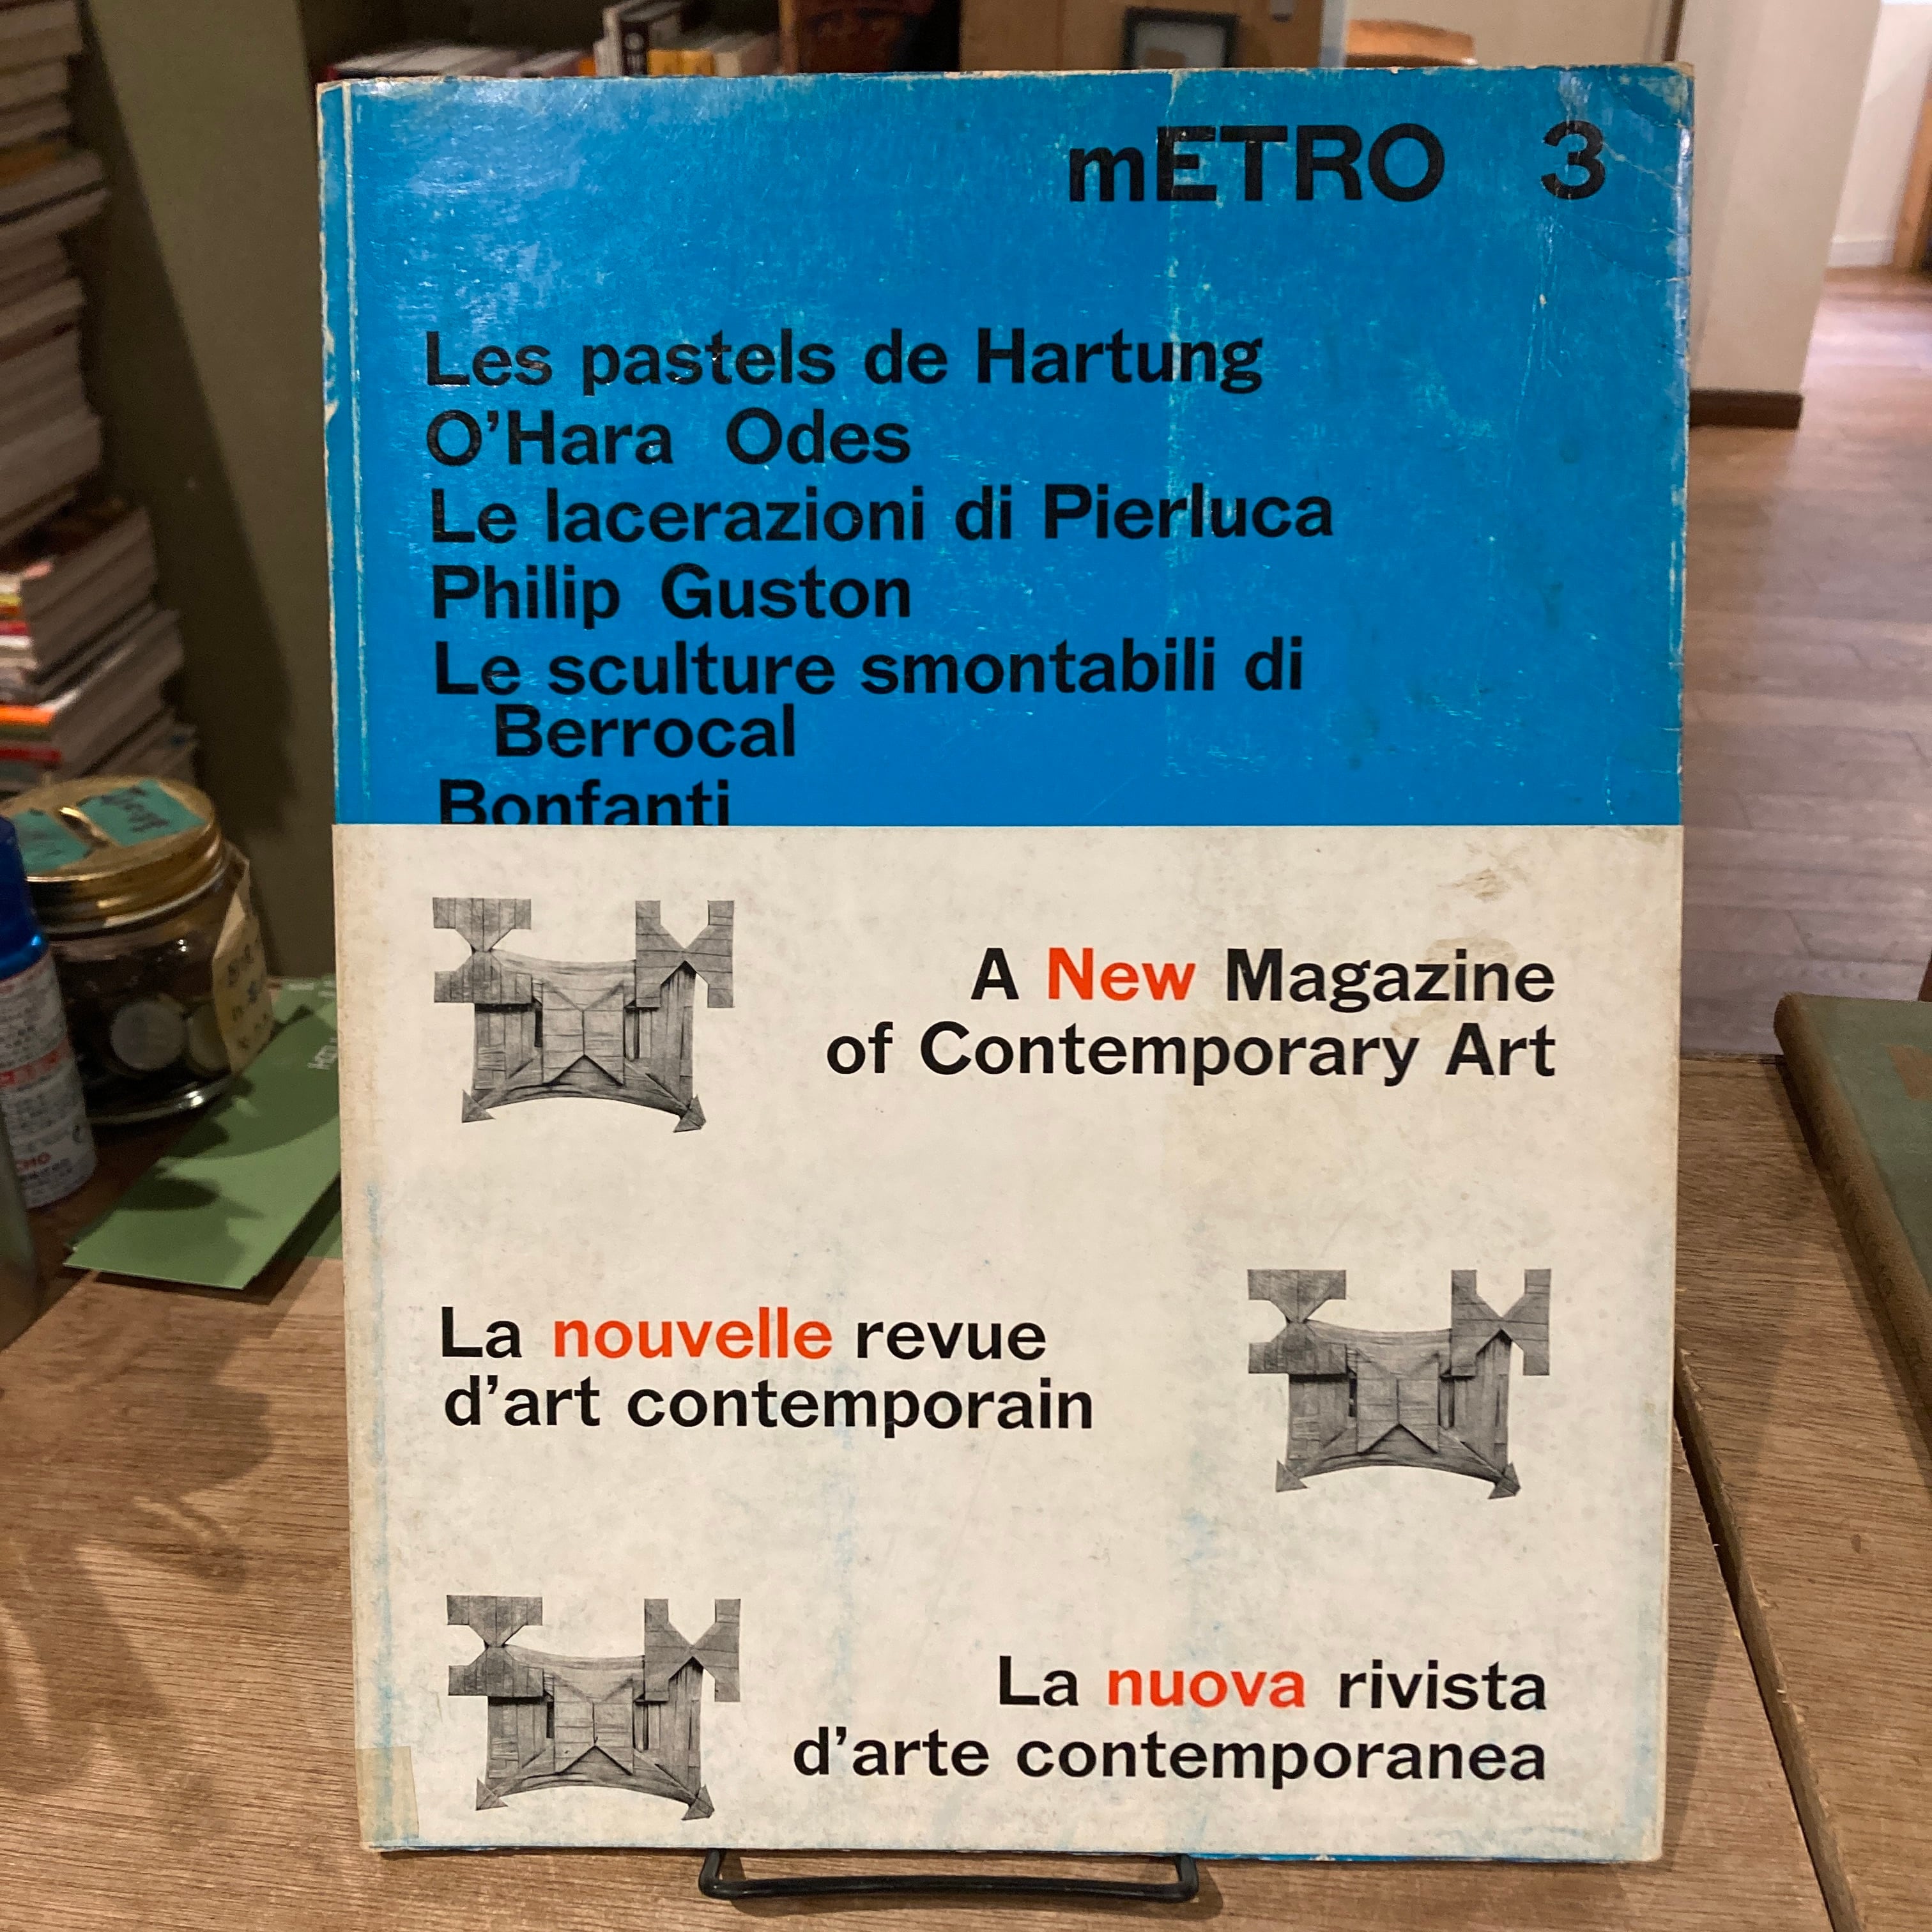 mETRO 3
Les pastels de Hartung
O'Hara Odes
Le lacerazioni di Pierluca
Philip Guston
Le sculture smontabili di
Berrocal
Bonfanti
A New Magazine
of Contemporary Art
La nouvelle revue
d'art contemporain
La nuova rivista
d'arte contemporanea